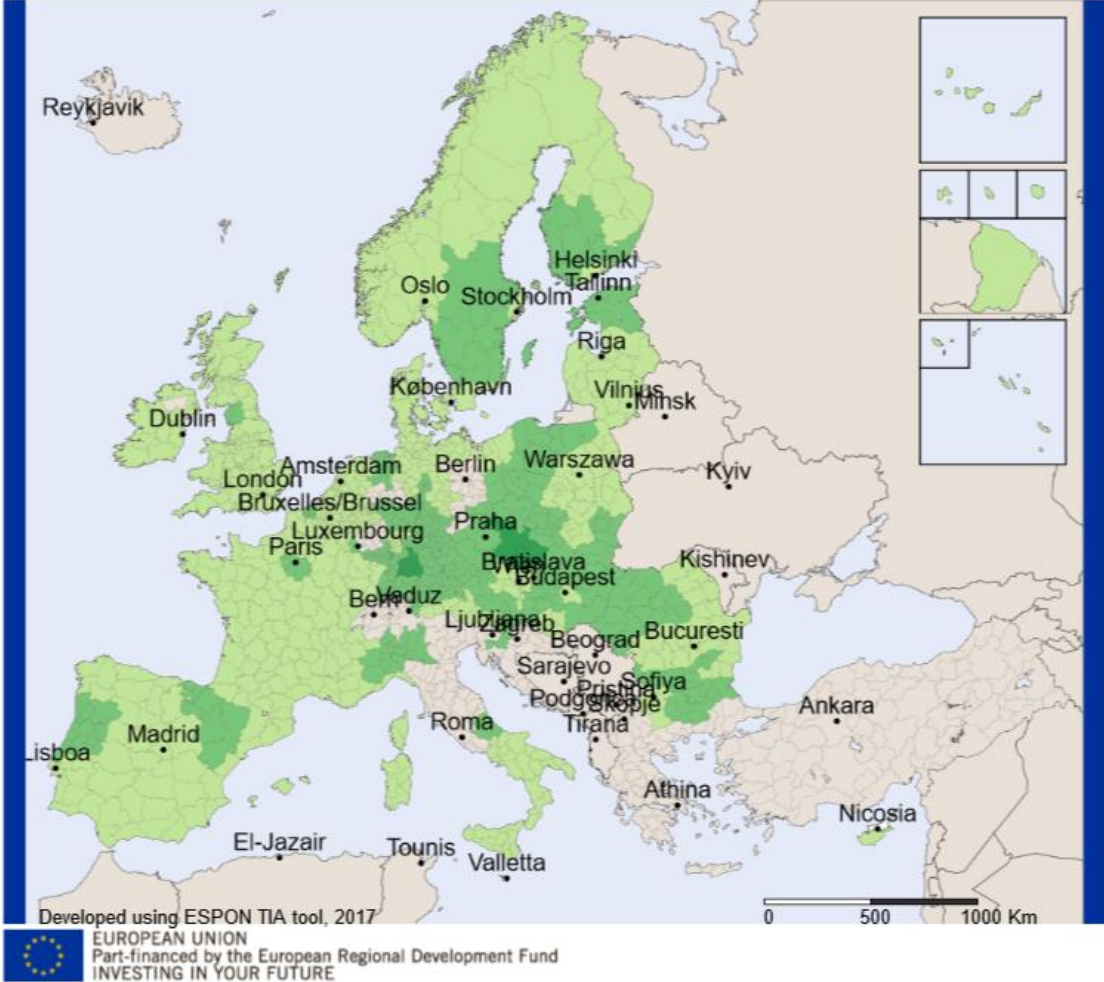 Reykjavik
Helsinki
Tallinn
Oslo
Stockholm
Riga
København
Vilnius
Minsk
Dublin
Amsterdam
Berlin
Warszawa
Kyiv
London
Bruxelles/Brussel
Praha
Luxembourg
Paris
Bratislava
Wien
Budapest
Kishinev
Bern
Vaduz
Ljubljana
Zagreb
Beograd
Bucuresti
Sarajevo
Pristina
Sofiya
Podgorica
Skopje
Tirana
Ankara
Roma
Madrid
Lisboa
Athina
Nicosia
El-Jazair
Tounis
Valletta
Developed using ESPON TIA tool, 2017
0 500 1000 Km
EUROPEAN UNION
Part-financed by the European Regional Development Fund
INVESTING IN YOUR FUTURE